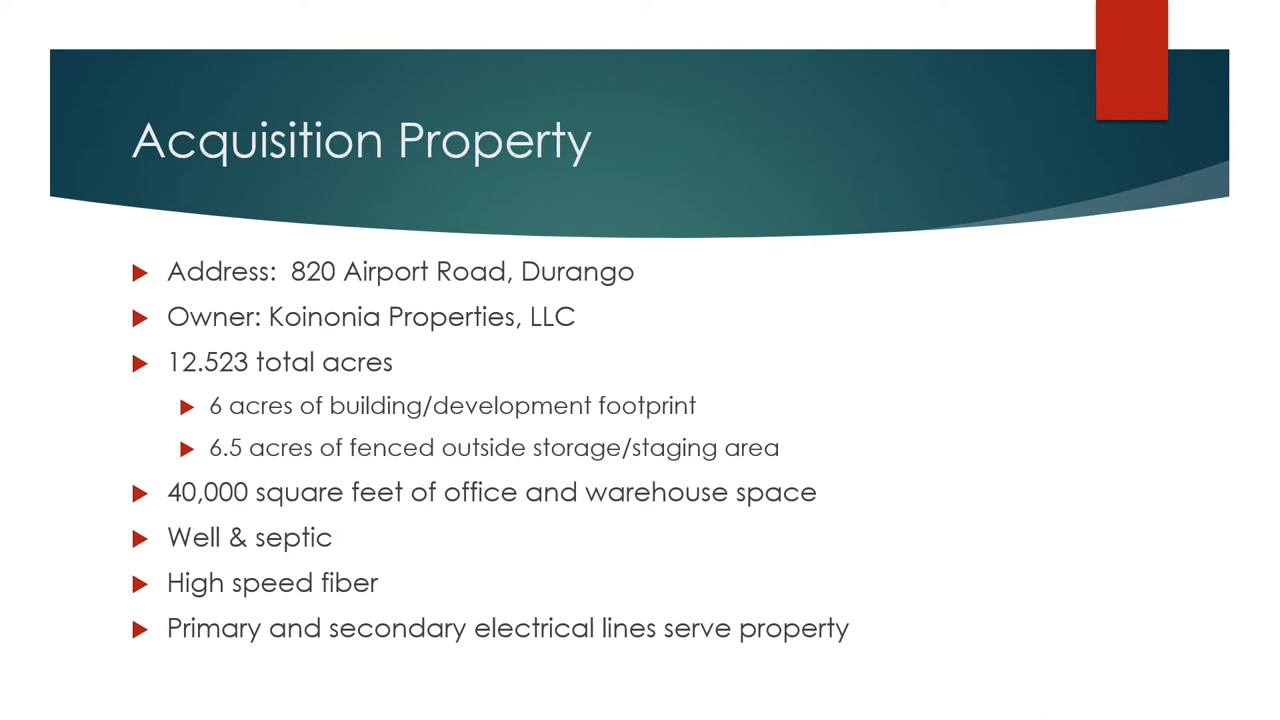 Acquisition Property
Address:  820 Airport Road, Durango
Owner: Koinonia Properties, LLC
12.523 total acres
6 acres of building/development footprint
6.5 acres of fenced outside storage/staging area
40,000 square feet of office and warehouse space
Well & septic
High speed fiber
Primary and secondary electrical lines serve property